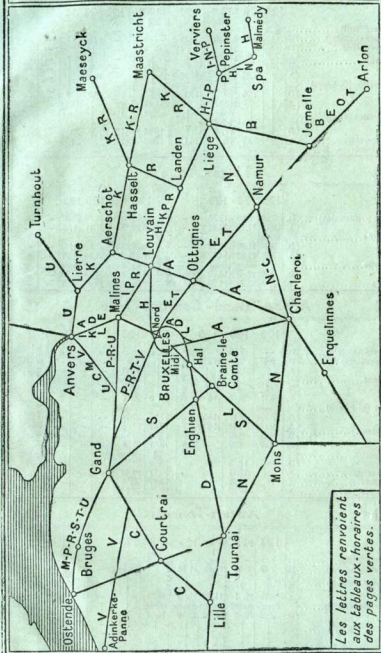 Turnhout
Maeseyck
Maastricht
Verviers
I-N-P
Pepinster
P
H
I
N
H
Malmédy
Spa
U
K-R
K-R
K
R
H-I-P
Lierre
U
K
Aerschot
K
Hasselt
R
Landen
Liége
B
Jemelle
B E O T
Arlon
Anvers
V
M
C
U
I A
K D
L E
Malines
P-R-U
P R
Louvain
H I K P R
H
A
Ottignies
E T
N
Namur
Nord
BRUXELLES
Midi
A E T
L D
P-R-T-V
Hal
A
A
N-C
Charleroi
Erquelinnes
Gand
S
Enghien
Braine-le-Comte
S L
N
Mons
D
N
M-P-R-S-T-U
Ostende
Bruges
V
V
Adinkerke-Panne
C
Courtrai
C
Lille
Tournai
Les lettres renvoient
aux tableaux-horaires
des pages vertes.